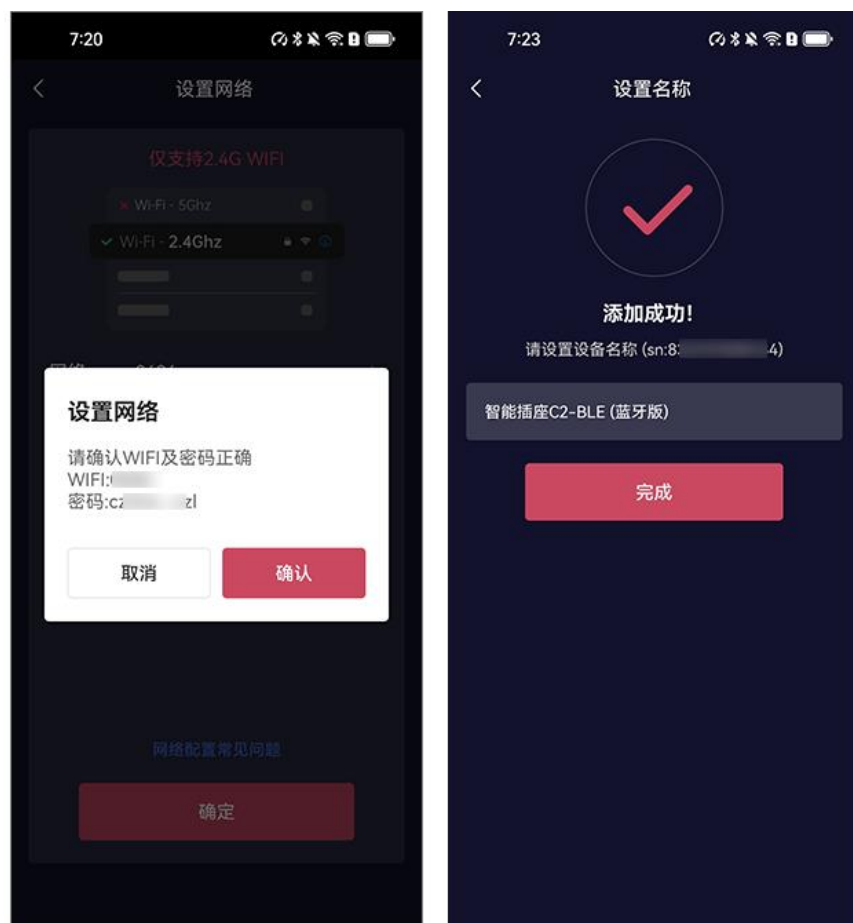 7:20
设置网络
仅支持2.4G WIFI
Wi-Fi - 5Ghz
Wi-Fi - 2.4Ghz
设置网络
请确认WIFI及密码正确
WIFI:
密码:cz zl
取消
确认
网络配置常见问题
确定
7:23
设置名称
添加成功!
请设置设备名称 (sn:8 4)
智能插座C2-BLE (蓝牙版)
完成